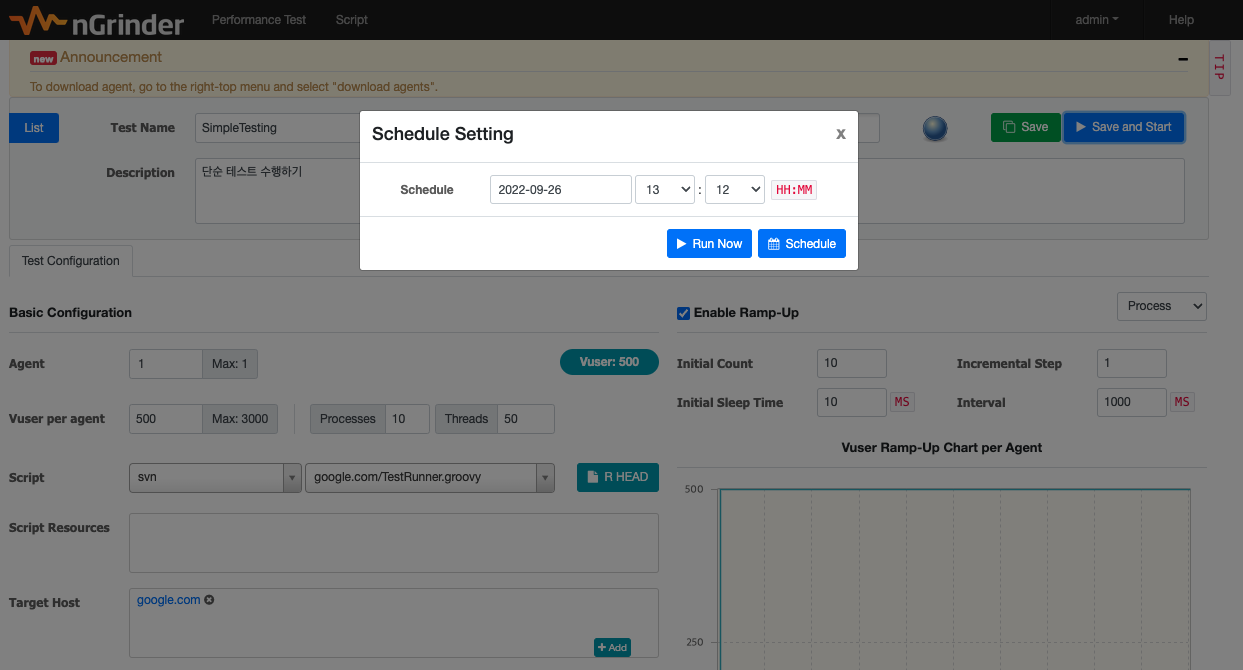 nGrinder Performance Test Script admin Help
new Announcement
TIP
To download agent, go to the right-top menu and select "download agents".
List Test Name SimpleTesting Save Save and Start
Description 단순 테스트 수행하기
Schedule Setting x
Schedule 2022-09-26 13 : 12 HH:MM
Run Now Schedule
Test Configuration
Basic Configuration
Agent 1 Max: 1 Vuser: 500
Vuser per agent 500 Max: 3000 Processes 10 Threads 50
Script svn google.com/TestRunner.groovy R HEAD
Script Resources
Target Host google.com
Add
Enable Ramp-Up Process
Initial Count 10 Incremental Step 1
Initial Sleep Time 10 MS Interval 1000 MS
Vuser Ramp-Up Chart per Agent
500
250